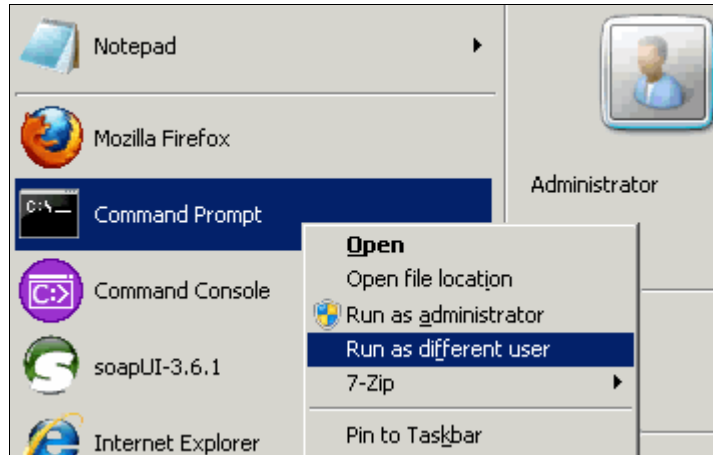 Notepad
Mozilla Firefox
Administrator
C:\
Command Prompt
Open
Open file location
Command Console
C:>
Run as administrator
Run as different user
soapUI-3.6.1
7-Zip
Internet Explorer
Pin to Taskbar